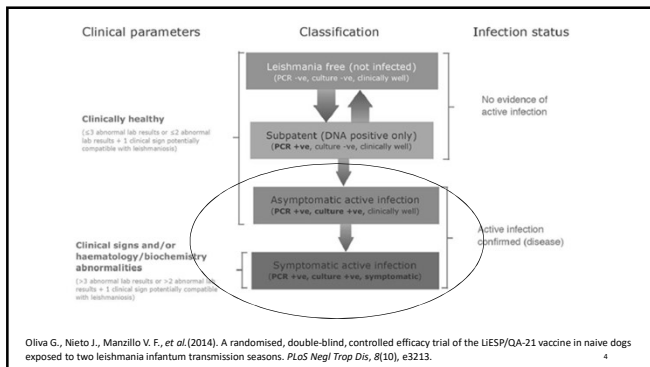 Clinical parameters
Classification
Infection status
Leishmania free (not infected)
(PCR -ve, culture -ve, clinically well)
No evidence of
active infection
Clinically healthy
(≤3 abnormal lab results or ≤2 abnormal
lab results + 1 clinical sign potentially
compatible with leishmaniosis)
Subpatent (DNA positive only)
(PCR +ve, culture -ve, clinically well)
Asymptomatic active infection
(PCR +ve, culture +ve, clinically well)
Active infection
confirmed (disease)
Clinical signs and/or
haematology/biochemistry
abnormalities
(>3 abnormal lab results or >2 abnormal lab
results + 1 clinical sign potentially compatible
with leishmaniosis)
Symptomatic active infection
(PCR +ve, culture +ve, symptomatic)
Oliva G., Nieto J., Manzillo V. F., et al.(2014). A randomised, double-blind, controlled efficacy trial of the LiESP/QA-21 vaccine in naive dogs
exposed to two leishmania infantum transmission seasons. PLoS Negl Trop Dis, 8(10), e3213.
4